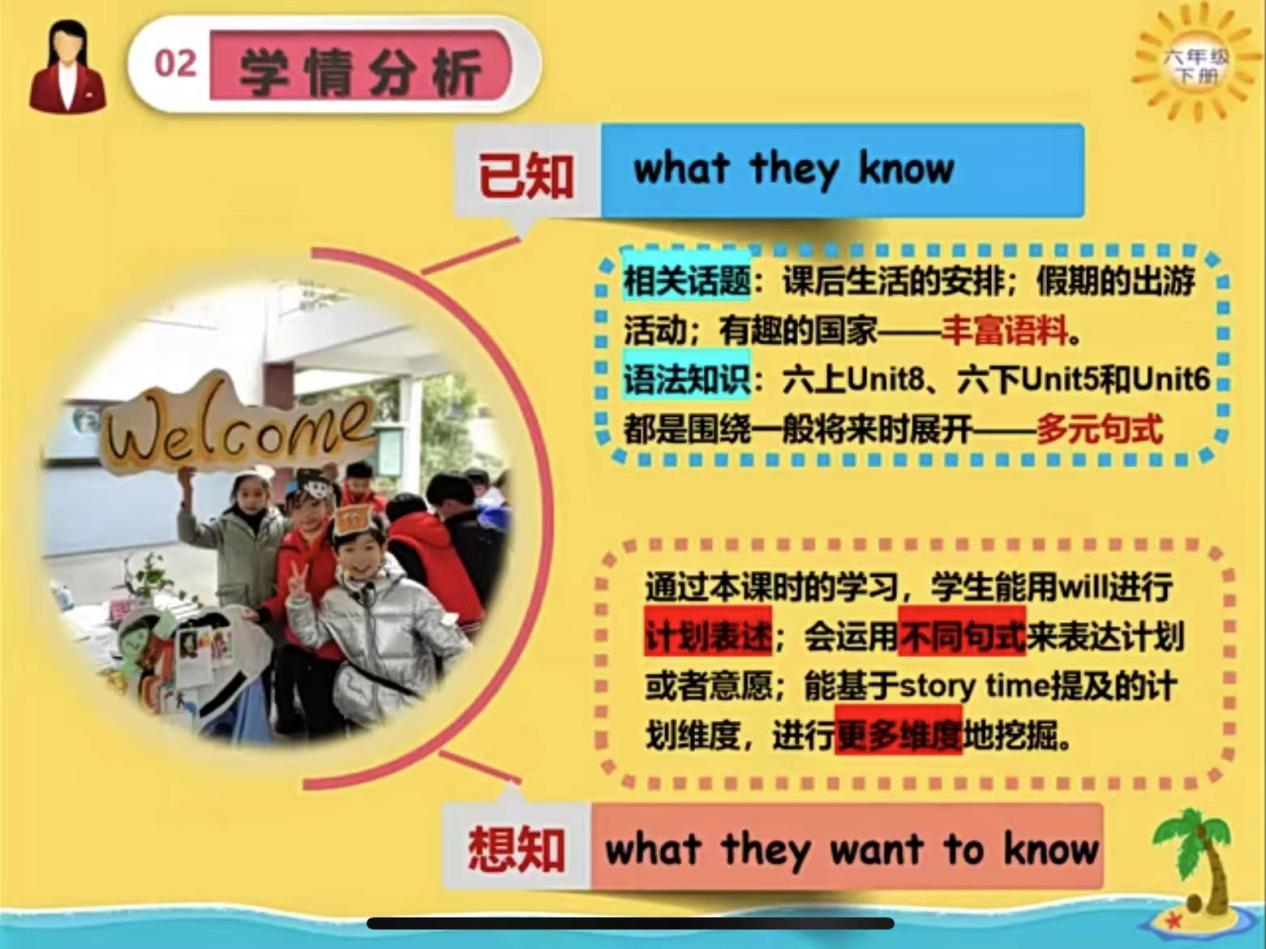 02
学情分析
六年级
下册
已知
what they know
相关话题：课后生活的安排；假期的出游
活动；有趣的国家——丰富语料。
语法知识：六上Unit8、六下Unit5和Unit6
都是围绕一般将来时展开——多元句式
Welcome
通过本课时的学习，学生能用will进行
计划表述；会运用不同句式来表达计划
或者意愿；能基于story time提及的计
划维度，进行更多维度地挖掘。
想知
what they want to know